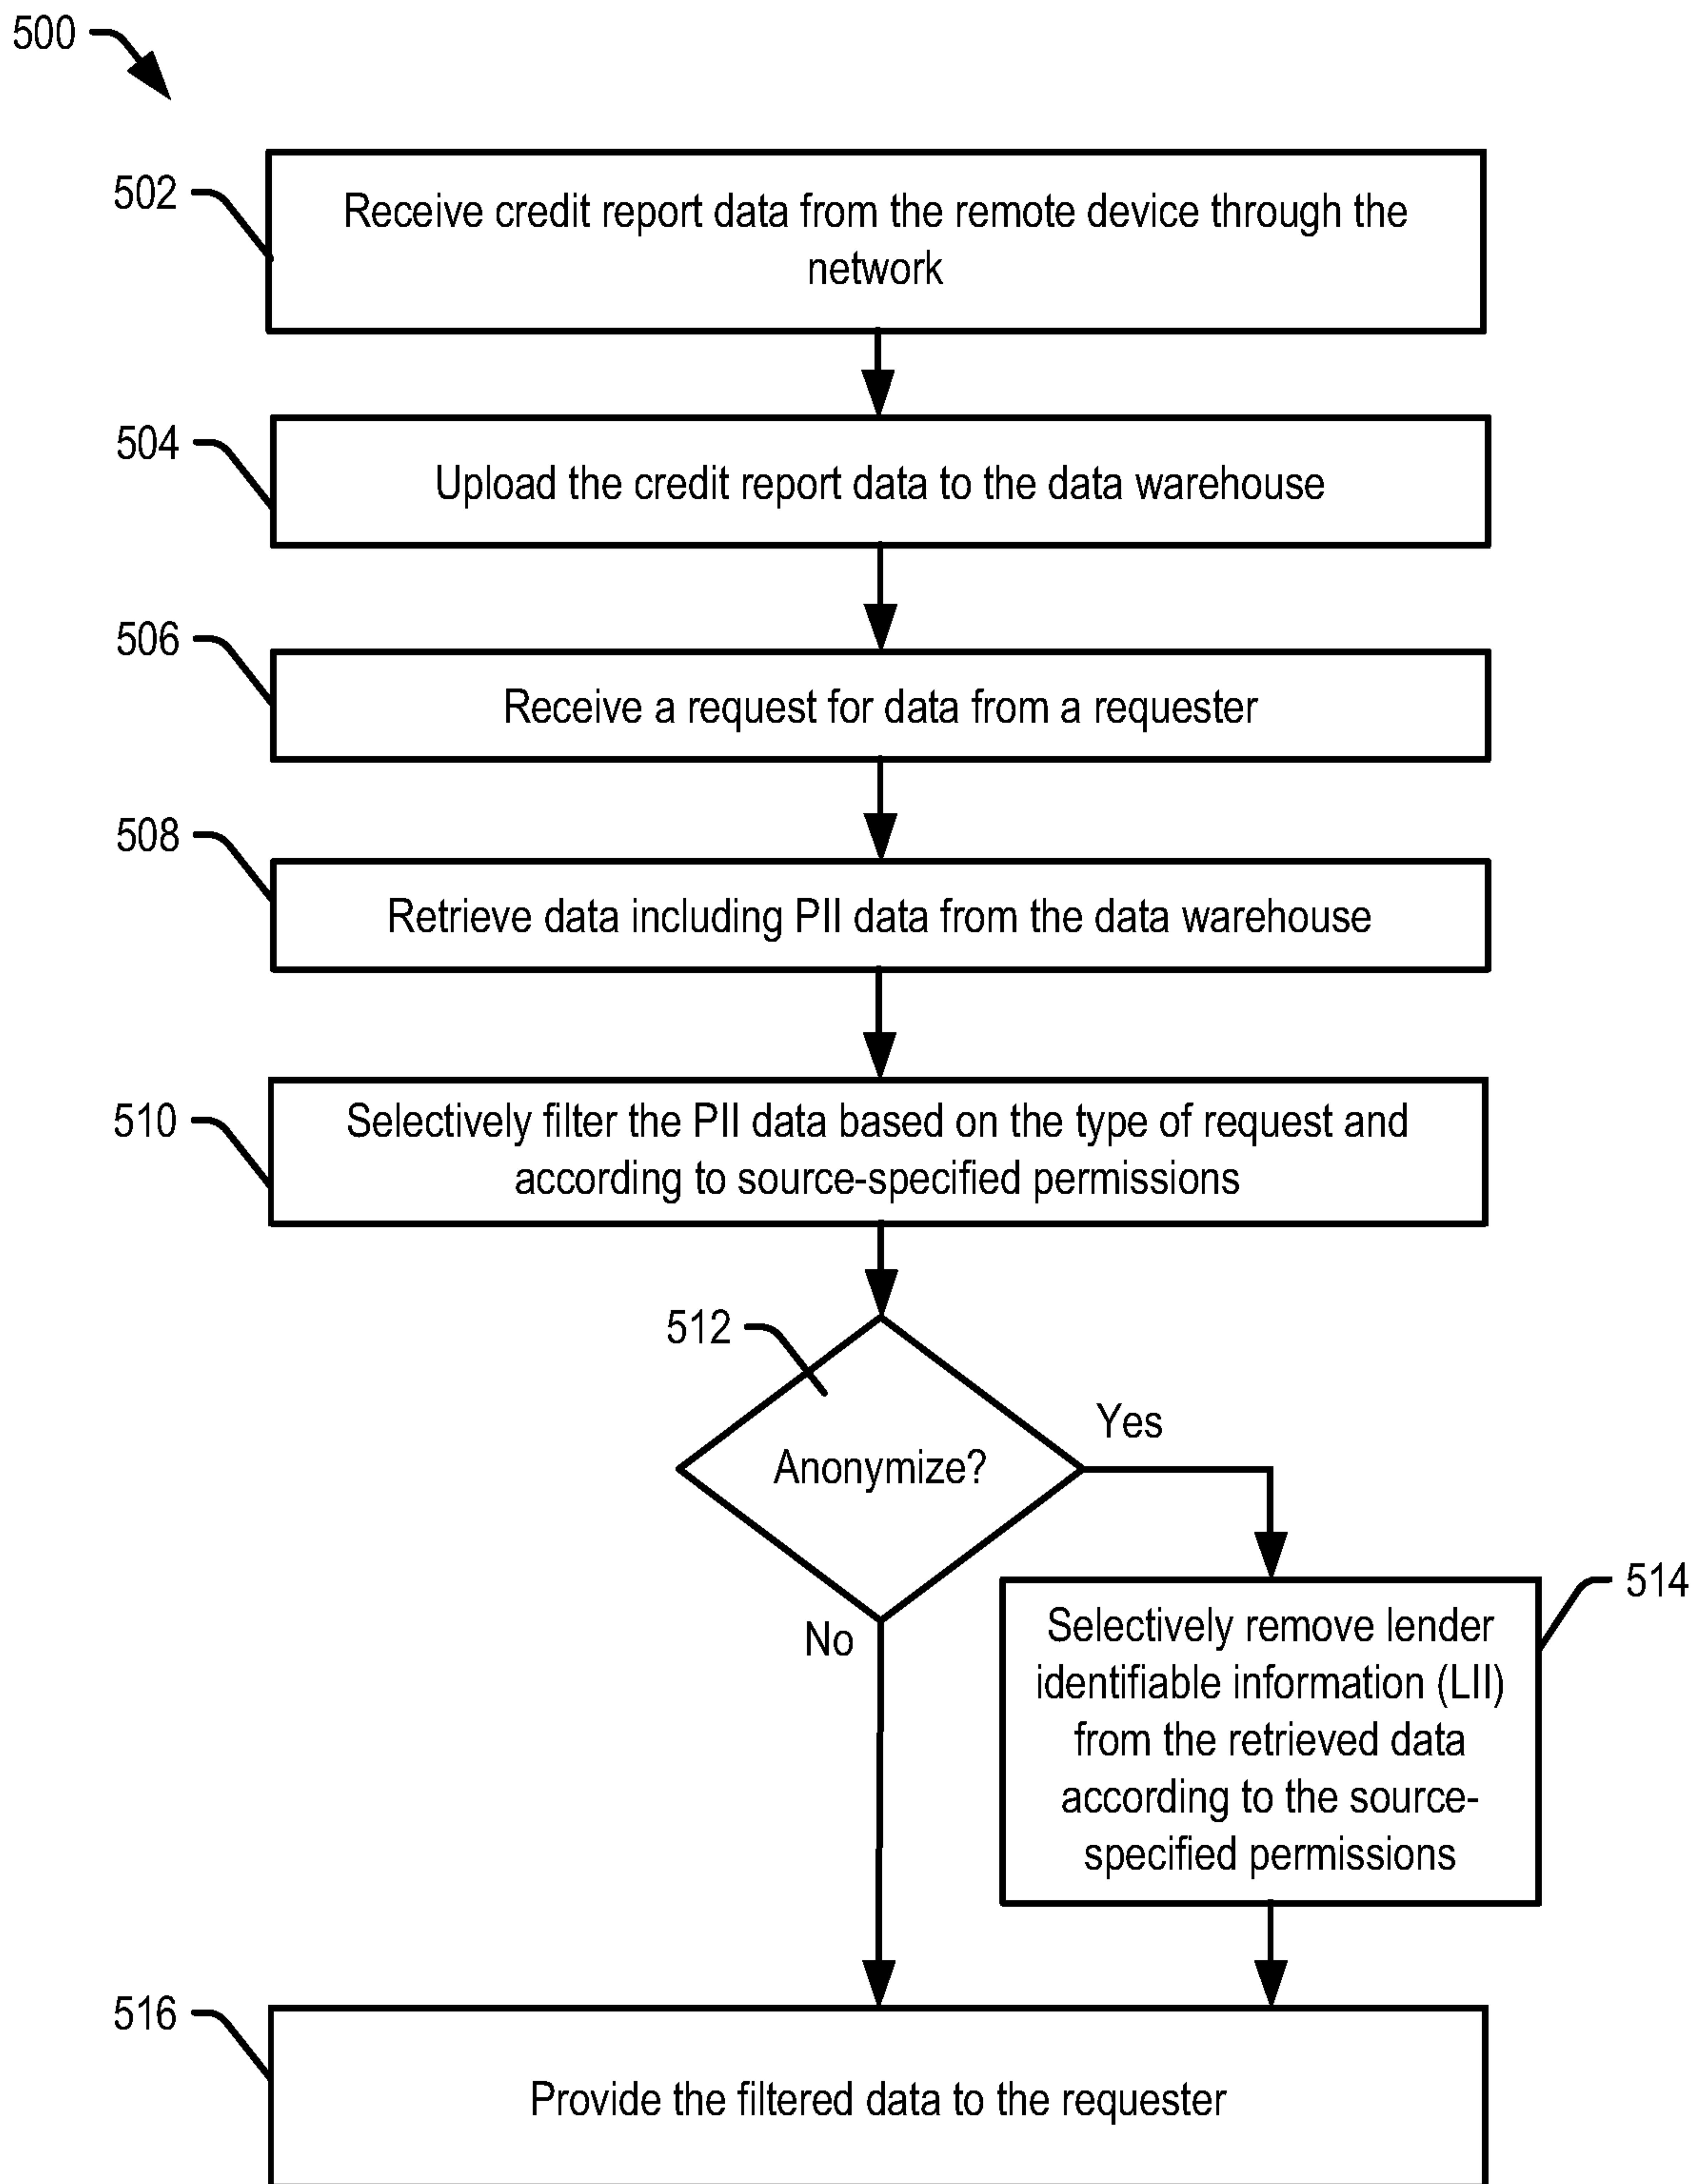 500
502
Receive credit report data from the remote device through the
network
504
Upload the credit report data to the data warehouse
506
Receive a request for data from a requester
508
Retrieve data including PII data from the data warehouse
510
Selectively filter the PII data based on the type of request and
according to source-specified permissions
512
Anonymize?
Yes
No
514
Selectively remove lender
identifiable information (LII)
from the retrieved data
according to the source-
specified permissions
516
Provide the filtered data to the requester